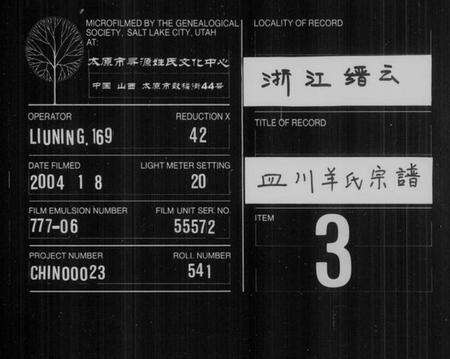 MICROFILMED BY THE GENEALOGICAL
SOCIETY, SALT LAKE CITY, UTAH
AT:
太原市寻源姓氏文化中心
中国 山西 太原市鼓楼街44号
OPERATOR
LIUNING.169
REDUCTION X
42
DATE FILMED
2004 1 8
LIGHT METER SETTING
20
FILM EMULSION NUMBER
777-06
FILM UNIT SER. NO.
55572
PROJECT NUMBER
CHIN00023
ROLL NUMBER
541
LOCALITY OF RECORD
浙江缙云
TITLE OF RECORD
四川羊氏宗譜
ITEM
3